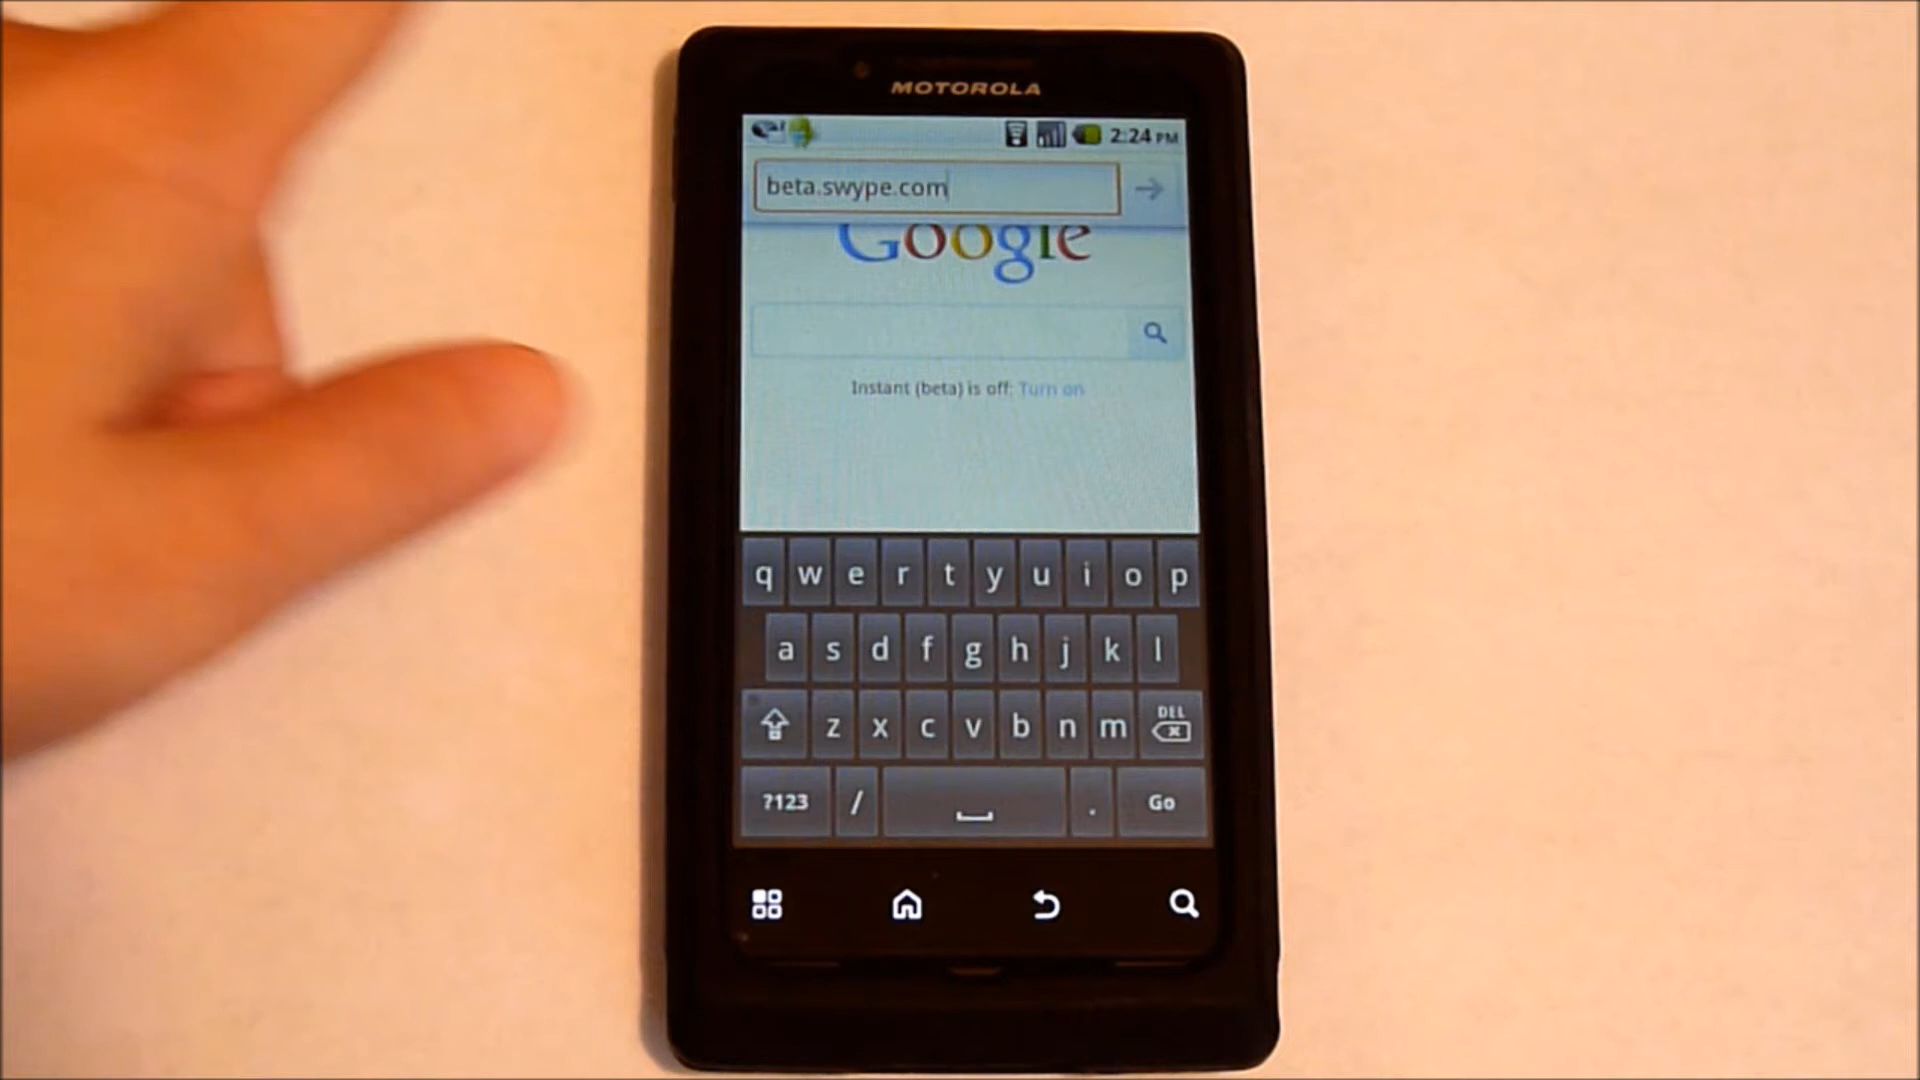 MOTOROLA
2:24 PM
beta.swype.com
Google
Instant (beta) is off: Turn on
q w e r t y u i o p
a s d f g h j k l
z x c v b n m DEL
?123 / . Go